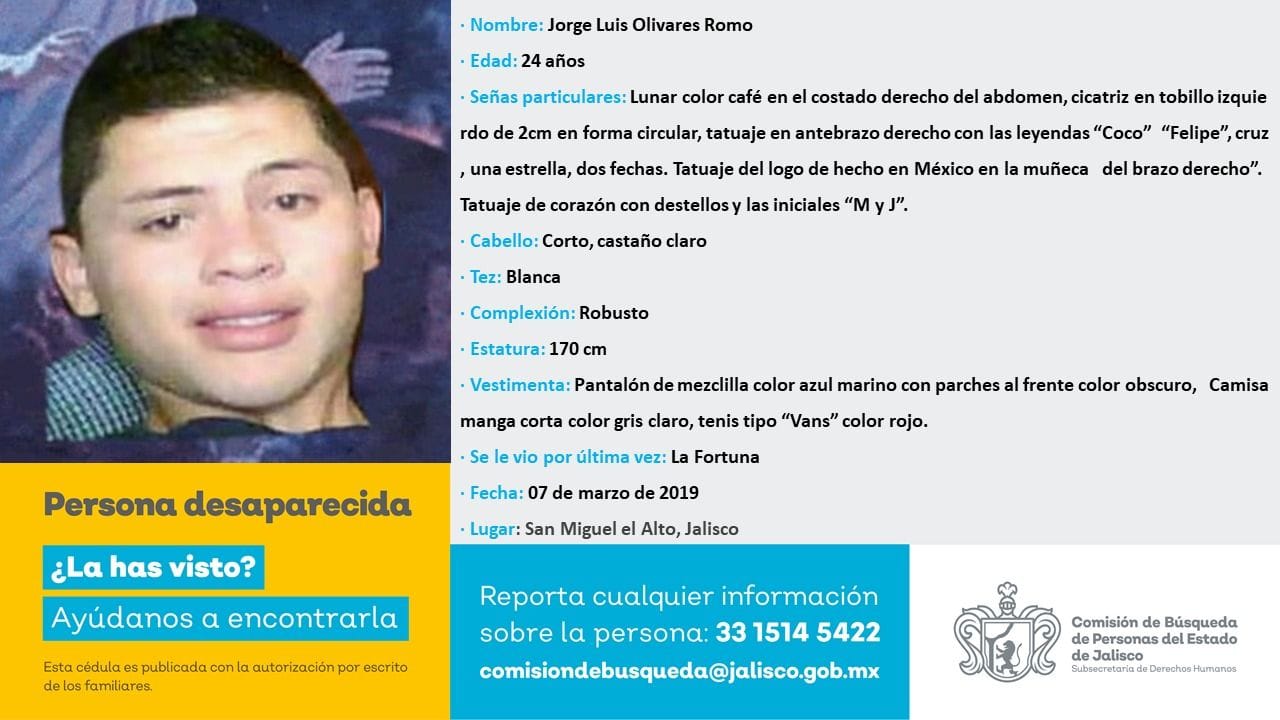 · Nombre: Jorge Luis Olivares Romo
· Edad: 24 años
· Señas particulares: Lunar color café en el costado derecho del abdomen, cicatriz en tobillo izquie
rdo de 2cm en forma circular, tatuaje en antebrazo derecho con las leyendas “Coco” “Felipe”, cruz
, una estrella, dos fechas. Tatuaje del logo de hecho en México en la muñeca del brazo derecho”.
Tatuaje de corazón con destellos y las iniciales “M y J”.
· Cabello: Corto, castaño claro
· Tez: Blanca
· Complexión: Robusto
· Estatura: 170 cm
· Vestimenta: Pantalón de mezclilla color azul marino con parches al frente color obscuro, Camisa
manga corta color gris claro, tenis tipo “Vans” color rojo.
· Se le vio por última vez: La Fortuna
· Fecha: 07 de marzo de 2019
· Lugar: San Miguel el Alto, Jalisco
Persona desaparecida
¿La has visto?
Ayúdanos a encontrarla
Esta cédula es publicada con la autorización por escrito
de los familiares.
Reporta cualquier información
sobre la persona: 33 1514 5422
comisiondebusqueda@jalisco.gob.mx
Comisión de Búsqueda
de Personas del Estado
de Jalisco
Subsecretaría de Derechos Humanos